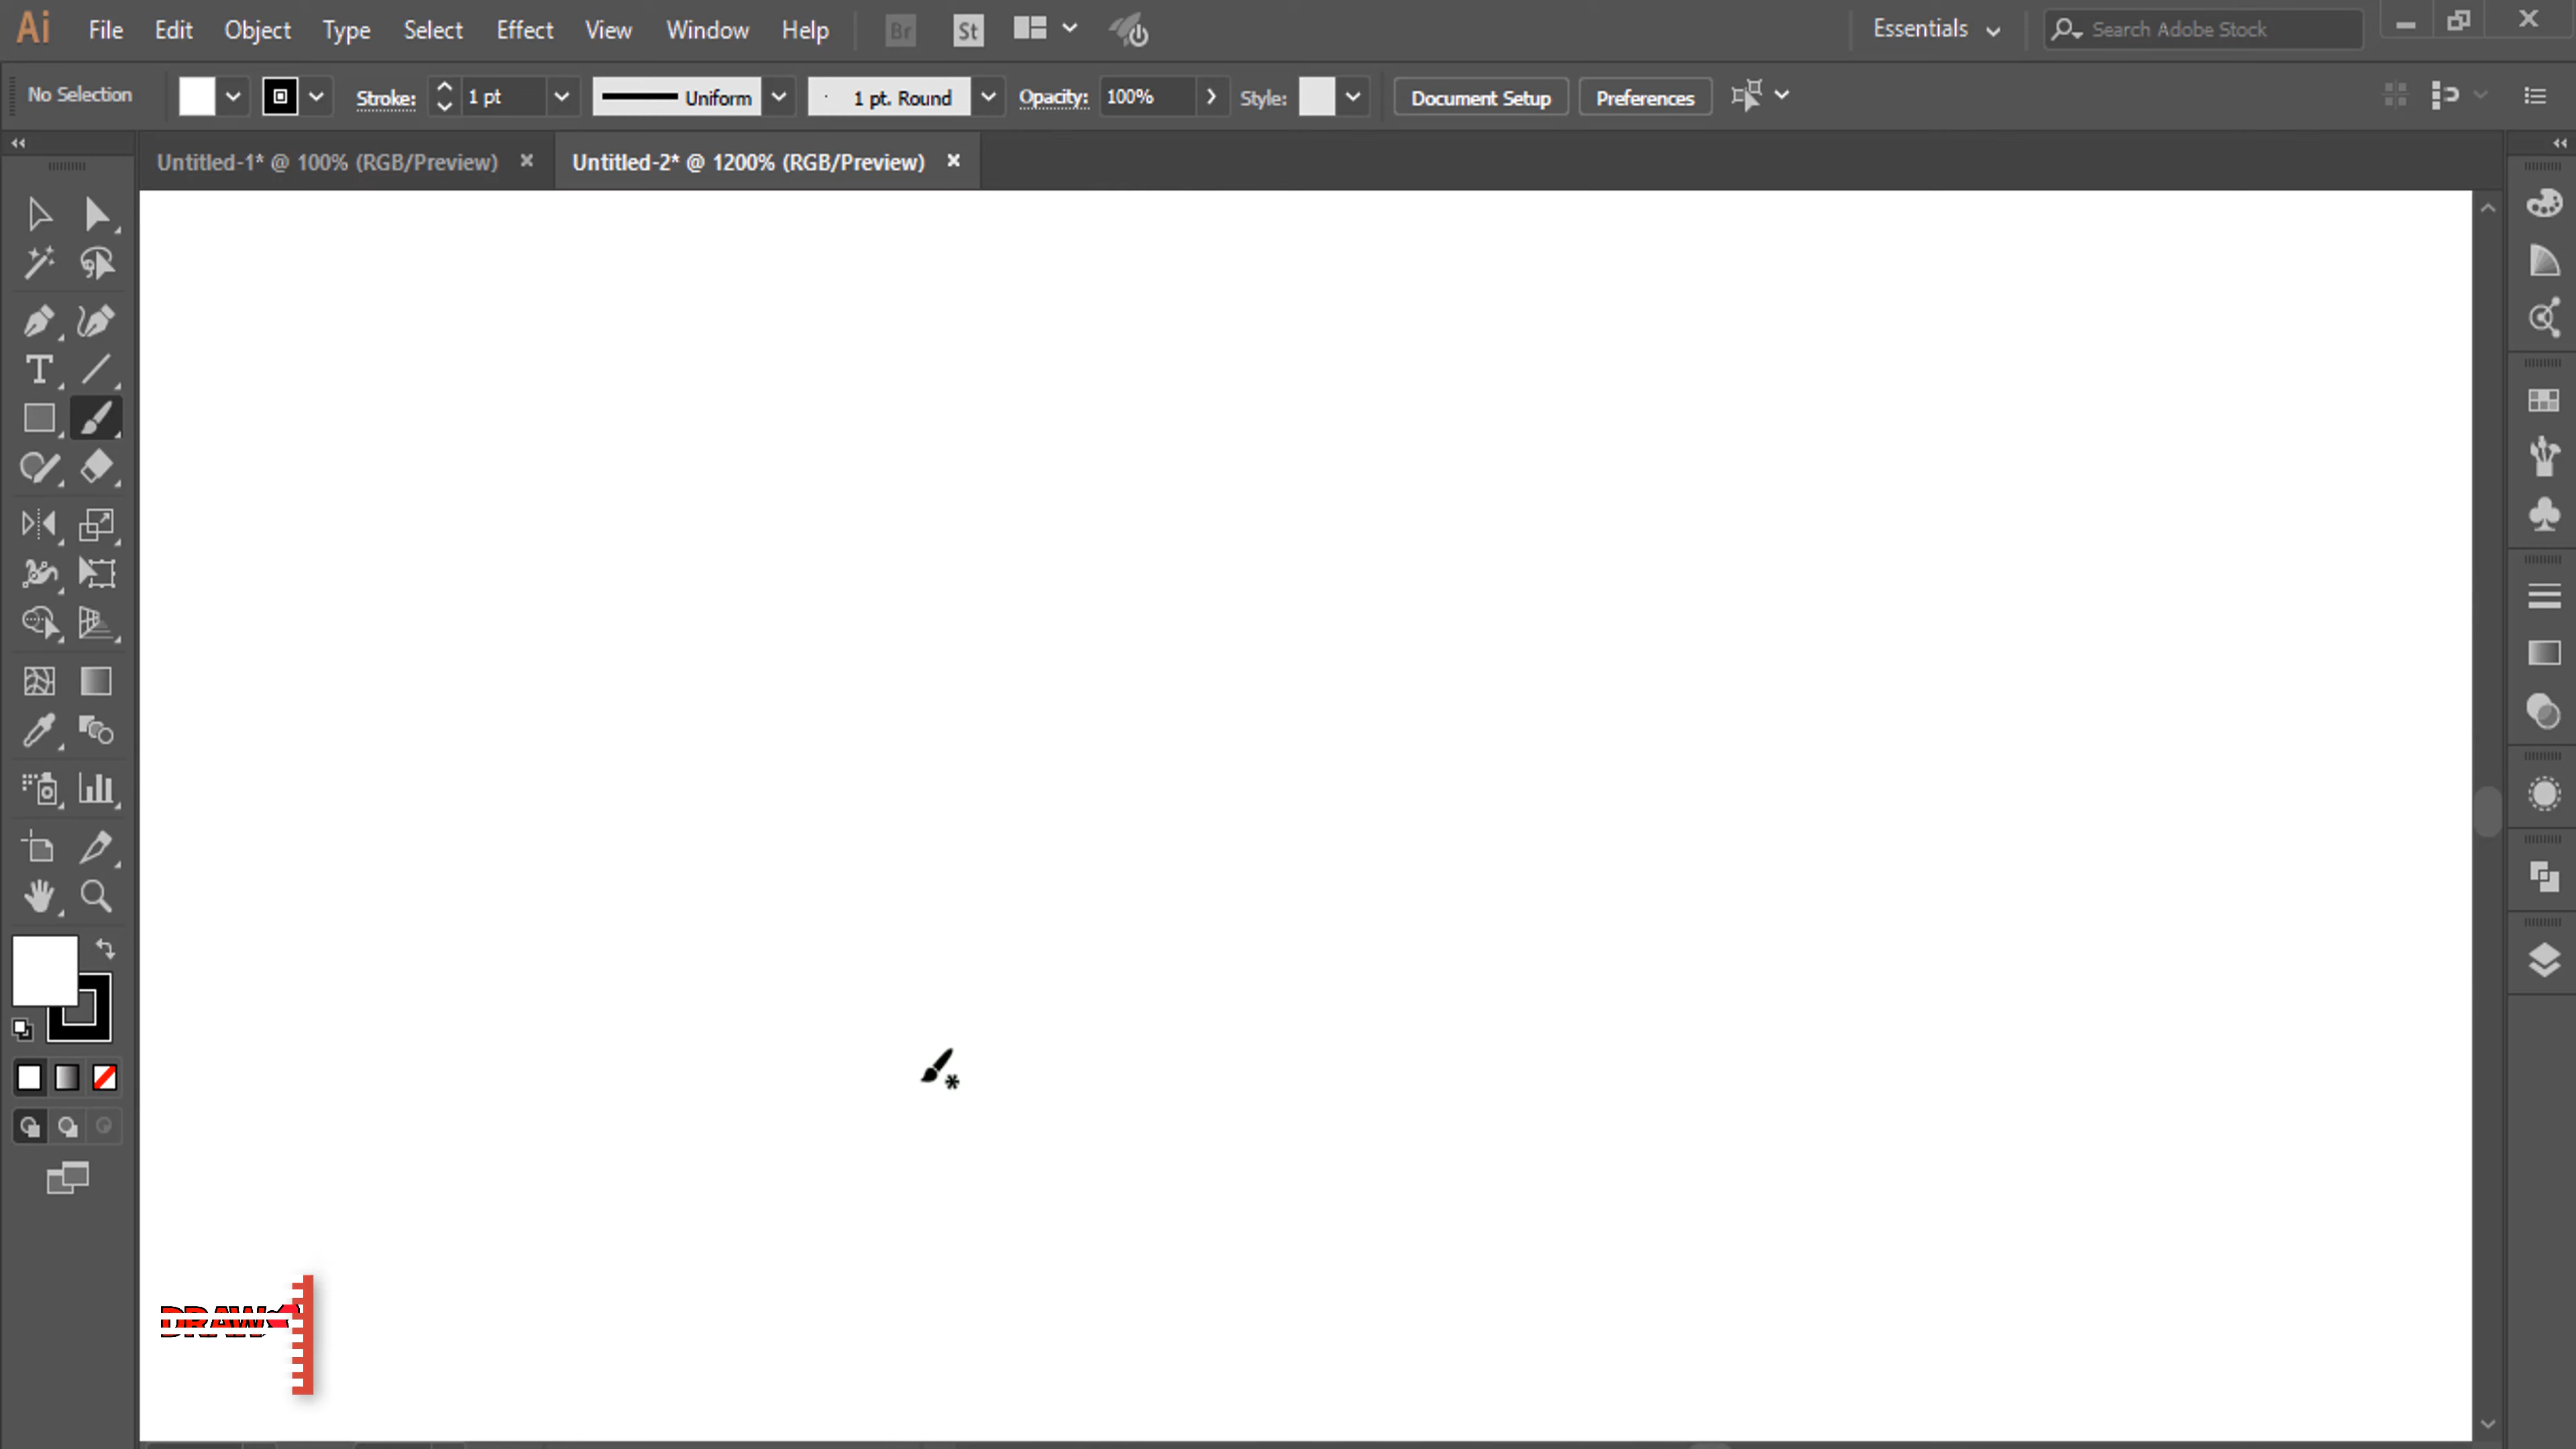 Ai File Edit Object Type Select Effect View Window Help Br St Essentials Search Adobe Stock
No Selection Stroke: 1 pt Uniform 1 pt. Round Opacity: 100% Style: Document Setup Preferences
Untitled-1* @ 100% (RGB/Preview) × Untitled-2* @ 1200% (RGB/Preview) ×
DRAW